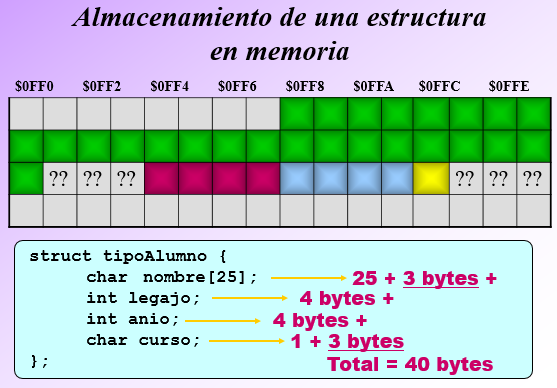 Almacenamiento de una estructura
en memoria
$0FF0 $0FF2 $0FF4 $0FF6 $0FF8 $0FFA $0FFC $0FFE
?? ?? ?? ?? ?? ??
struct tipoAlumno {
char nombre[25]; 25 + 3 bytes +
int legajo; 4 bytes +
int anio; 4 bytes +
char curso; 1 + 3 bytes
}; Total = 40 bytes